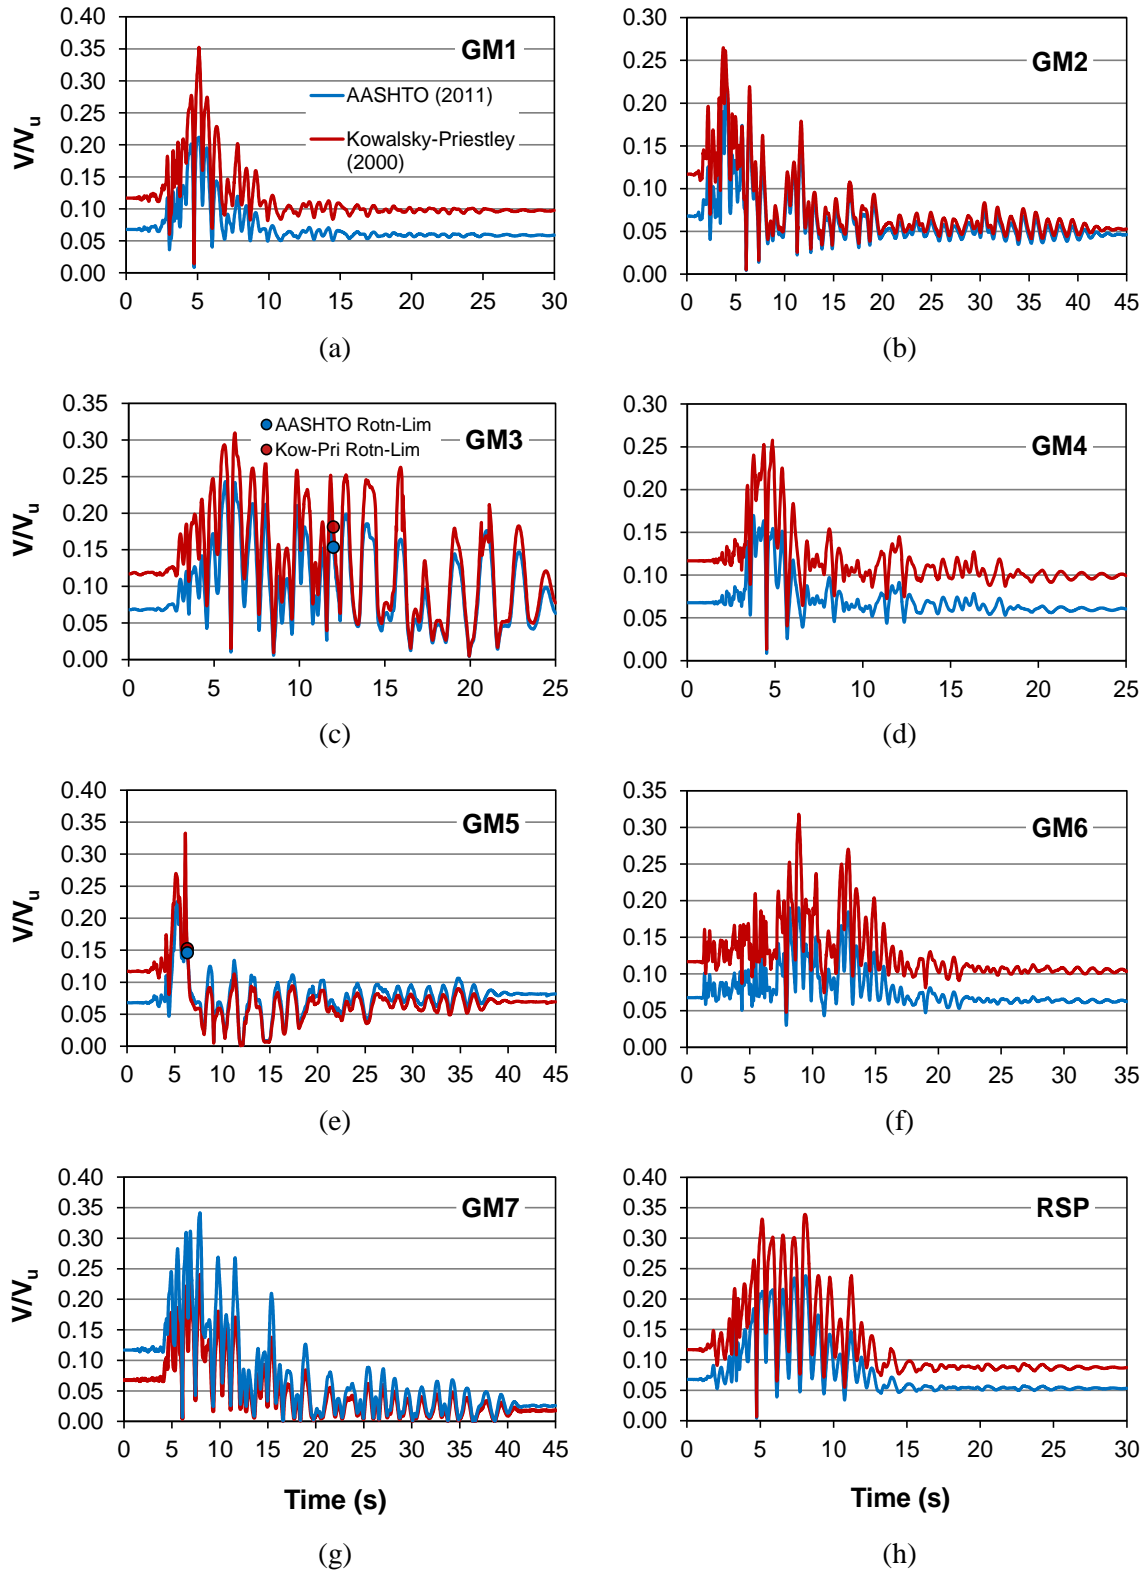 0.40
0.35
0.30
0.25
0.20
0.15
0.10
0.05
0.00
V/Vu
GM1
AASHTO (2011)
Kowalsky-Priestley
(2000)
0 5 10 15 20 25 30
(a)
0.30
0.25
0.20
0.15
0.10
0.05
0.00
GM2
0 5 10 15 20 25 30 35 40 45
(b)
0.35
0.30
0.25
0.20
0.15
0.10
0.05
0.00
V/Vu
AASHTO Rotn-Lim
Kow-Pri Rotn-Lim
GM3
0 5 10 15 20 25
(c)
0.30
0.25
0.20
0.15
0.10
0.05
0.00
GM4
0 5 10 15 20 25
(d)
0.40
0.35
0.30
0.25
0.20
0.15
0.10
0.05
0.00
V/Vu
GM5
0 5 10 15 20 25 30 35 40 45
(e)
0.35
0.30
0.25
0.20
0.15
0.10
0.05
0.00
GM6
0 5 10 15 20 25 30 35
(f)
0.40
0.35
0.30
0.25
0.20
0.15
0.10
0.05
0.00
V/Vu
GM7
0 5 10 15 20 25 30 35 40 45
Time (s)
(g)
0.40
0.35
0.30
0.25
0.20
0.15
0.10
0.05
0.00
RSP
0 5 10 15 20 25 30
Time (s)
(h)